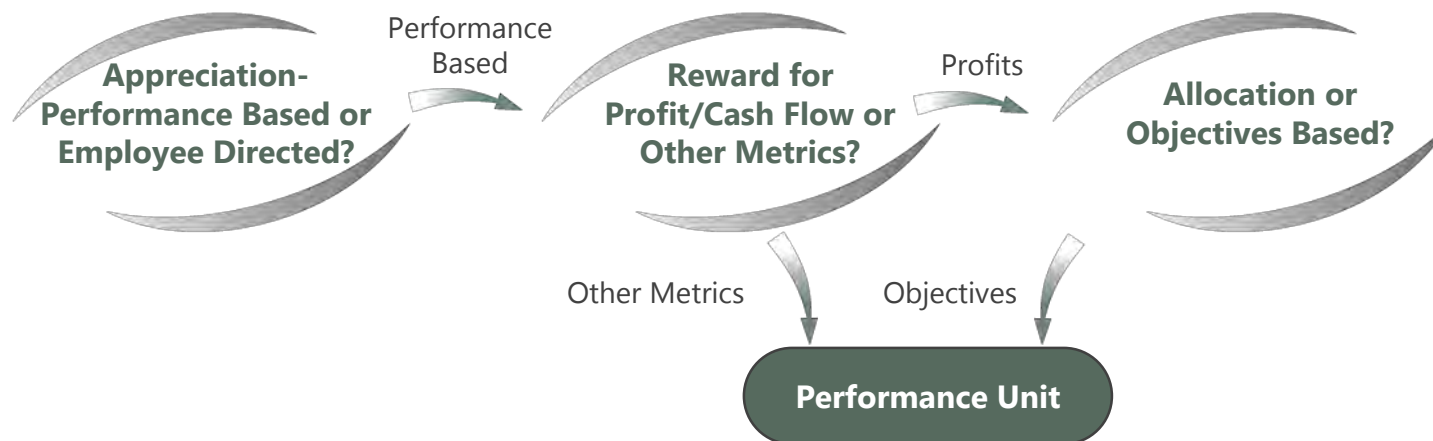 Appreciation-
Performance Based or
Employee Directed?
Performance
Based
Reward for
Profit/Cash Flow or
Other Metrics?
Profits
Allocation or
Objectives Based?
Other Metrics
Objectives
Performance Unit